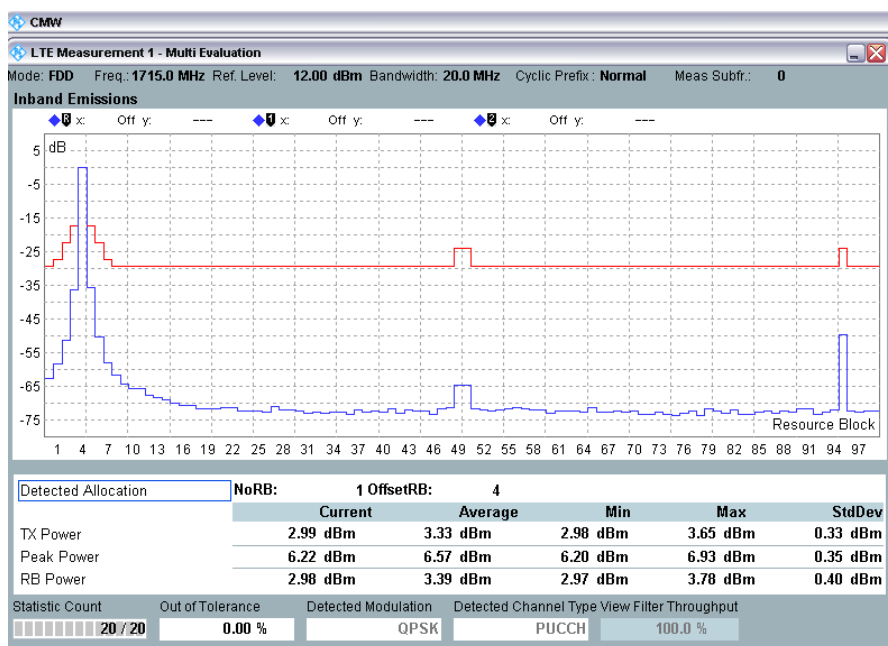 CMW
LTE Measurement 1 - Multi Evaluation
Mode: FDD Freq.: 1715.0 MHz Ref. Level: 12.00 dBm Bandwidth: 20.0 MHz Cyclic Prefix : Normal Meas Subfr.: 0
Inband Emissions
R x: Off y: --- 1 x: Off y: --- 2 x: Off y: ---
dB
5
-5
-15
-25
-35
-45
-55
-65
-75
Resource Block
1 4 7 10 13 16 19 22 25 28 31 34 37 40 43 46 49 52 55 58 61 64 67 70 73 76 79 82 85 88 91 94 97
Detected Allocation NoRB: 1 OffsetRB: 4
Current Average Min Max StdDev
TX Power 2.99 dBm 3.33 dBm 2.98 dBm 3.65 dBm 0.33 dBm
Peak Power 6.22 dBm 6.57 dBm 6.20 dBm 6.93 dBm 0.35 dBm
RB Power 2.98 dBm 3.39 dBm 2.97 dBm 3.78 dBm 0.40 dBm
Statistic Count Out of Tolerance Detected Modulation Detected Channel Type View Filter Throughput
20 / 20 0.00 % QPSK PUCCH 100.0 %